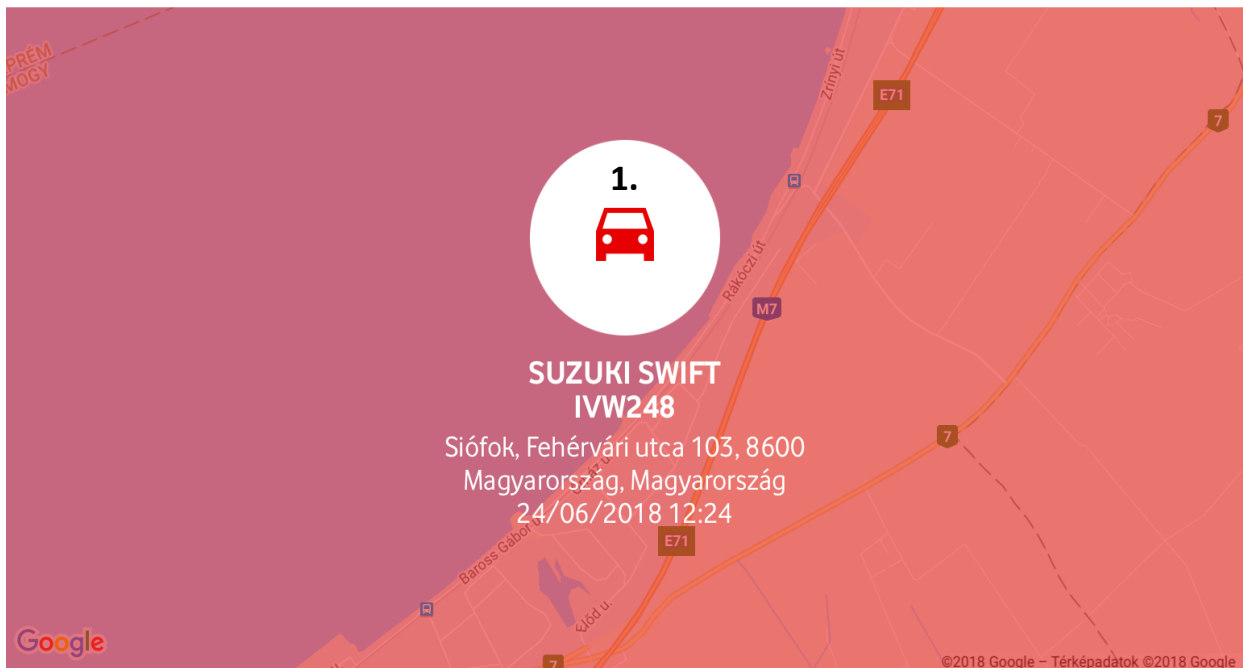 PRÉM
MOGY
Zrínyi út
E71
7
1.
Rákóczi út
M7
SUZUKI SWIFT
IVW248
7
Siófok, Fehérvári utca 103, 8600
Magyarország, Magyarország
24/06/2018 12:24
E71
Baross Gábor u.
Előd u.
7
Google
©2018 Google – Térképadatok ©2018 Google